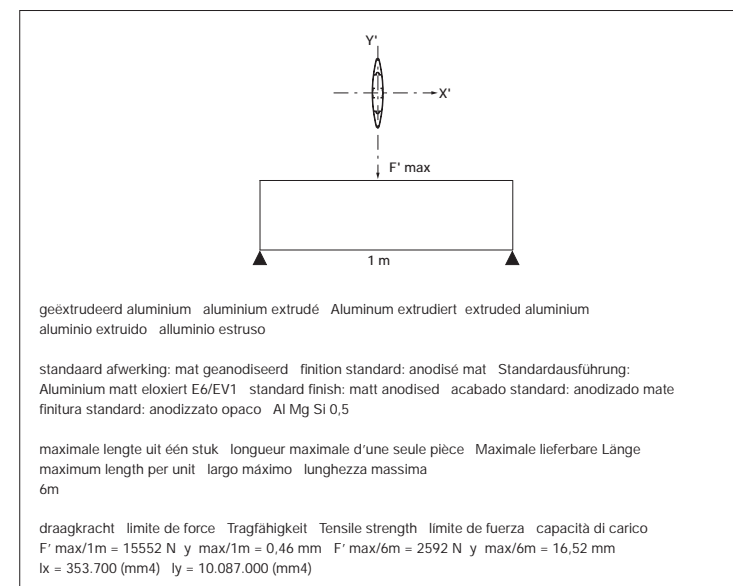 Y'
X'
F' max
1 m
geëxtrudeerd aluminium aluminium extrudé Aluminum extrudiert extruded aluminium
aluminio extruido alluminio estruso
standaard afwerking: mat geanodiseerd finition standard: anodisé mat Standardausführung:
Aluminium matt eloxiert E6/EV1 standard finish: matt anodised acabado standard: anodizado mate
finitura standard: anodizzato opaco Al Mg Si 0,5
maximale lengte uit één stuk longueur maximale d'une seule pièce Maximale lieferbare Länge
maximum length per unit largo máximo lunghezza massima
6m
draagkracht limite de force Tragfähigkeit Tensile strength límite de fuerza capacità di carico
F' max/1m = 15552 N y max/1m = 0,46 mm F' max/6m = 2592 N y max/6m = 16,52 mm
Ix = 353.700 (mm4) Iy = 10.087.000 (mm4)